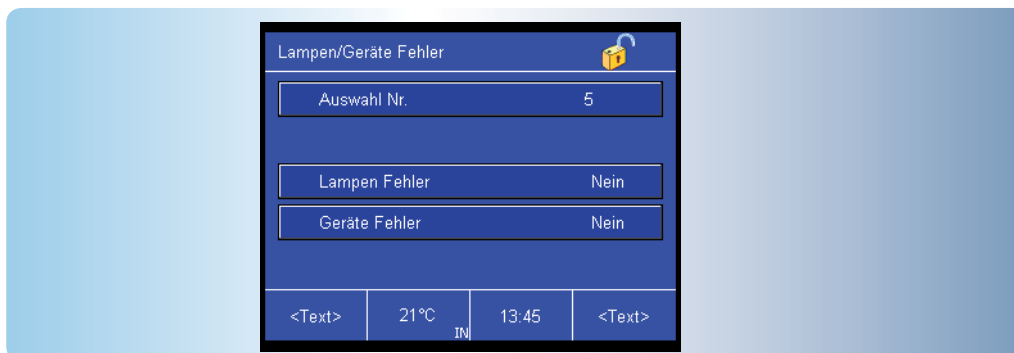 Lampen/Geräte Fehler
Auswahl Nr. 5
Lampen Fehler Nein
Geräte Fehler Nein
<Text> 21°C IN 13:45 <Text>